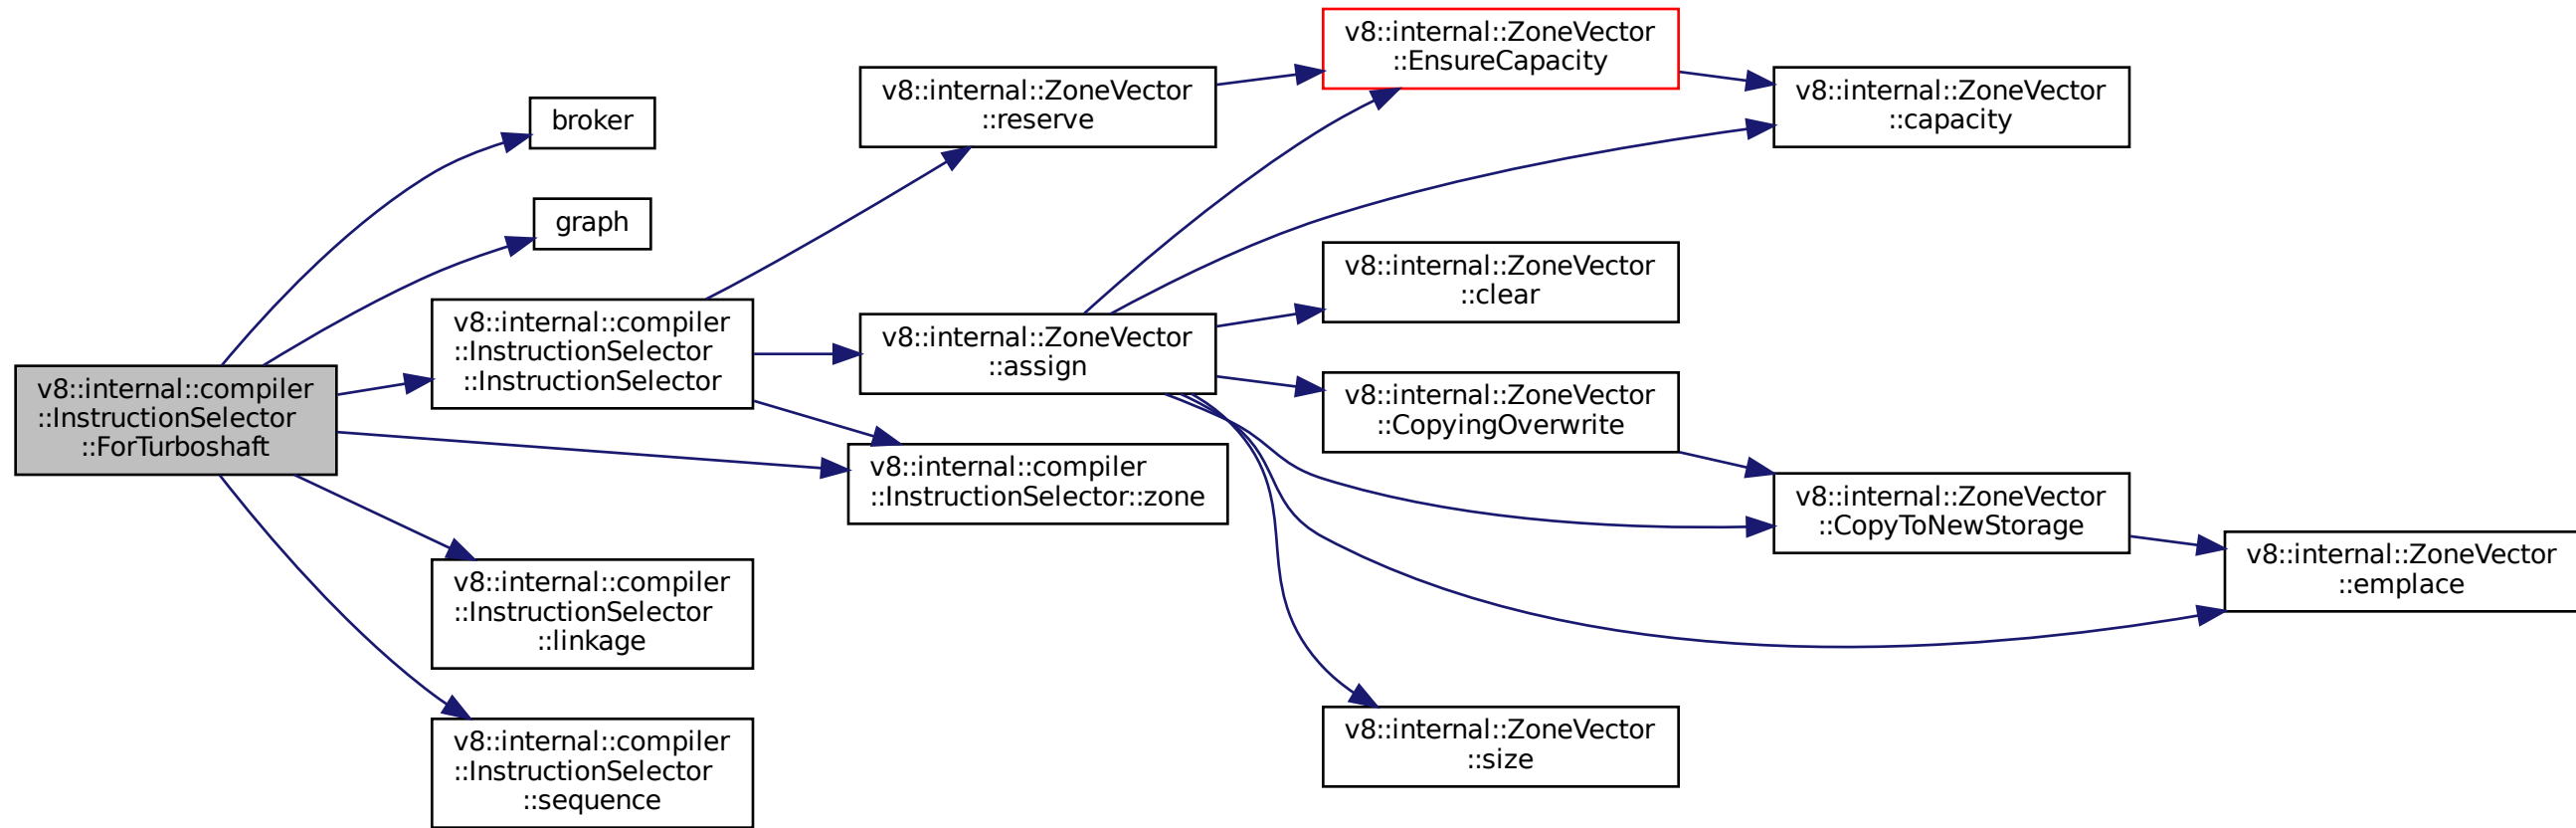 v8::internal::compiler
::InstructionSelector
::ForTurboshaft
broker
graph
v8::internal::compiler
::InstructionSelector
::InstructionSelector
v8::internal::compiler
::InstructionSelector
::linkage
v8::internal::compiler
::InstructionSelector
::sequence
v8::internal::ZoneVector
::reserve
v8::internal::ZoneVector
::assign
v8::internal::compiler
::InstructionSelector::zone
v8::internal::ZoneVector
::EnsureCapacity
v8::internal::ZoneVector
::clear
v8::internal::ZoneVector
::CopyingOverwrite
v8::internal::ZoneVector
::size
v8::internal::ZoneVector
::capacity
v8::internal::ZoneVector
::CopyToNewStorage
v8::internal::ZoneVector
::emplace